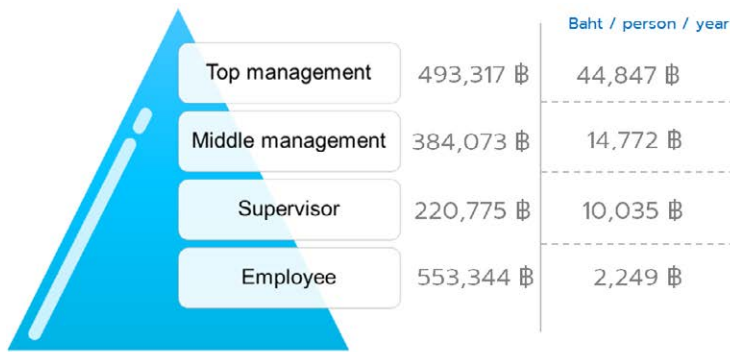 Baht / person / year
Top management 493,317 ฿ 44,847 ฿
Middle management 384,073 ฿ 14,772 ฿
Supervisor 220,775 ฿ 10,035 ฿
Employee 553,344 ฿ 2,249 ฿